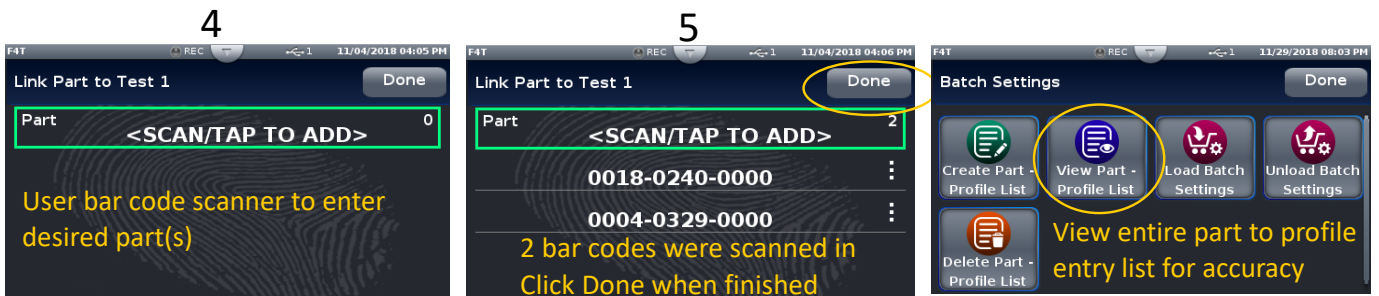 4
F4T REC 1 11/04/2018 04:05 PM
Link Part to Test 1 Done
Part 0
<SCAN/TAP TO ADD>
User bar code scanner to enter
desired part(s)
5
F4T REC 1 11/04/2018 04:06 PM
Link Part to Test 1 Done
Part 2
<SCAN/TAP TO ADD>
0018-0240-0000
0004-0329-0000
2 bar codes were scanned in
Click Done when finished
F4T REC 1 11/29/2018 08:03 PM
Batch Settings Done
Create Part -
Profile List
View Part -
Profile List
Load Batch
Settings
Unload Batch
Settings
Delete Part -
Profile List
View entire part to profile
entry list for accuracy